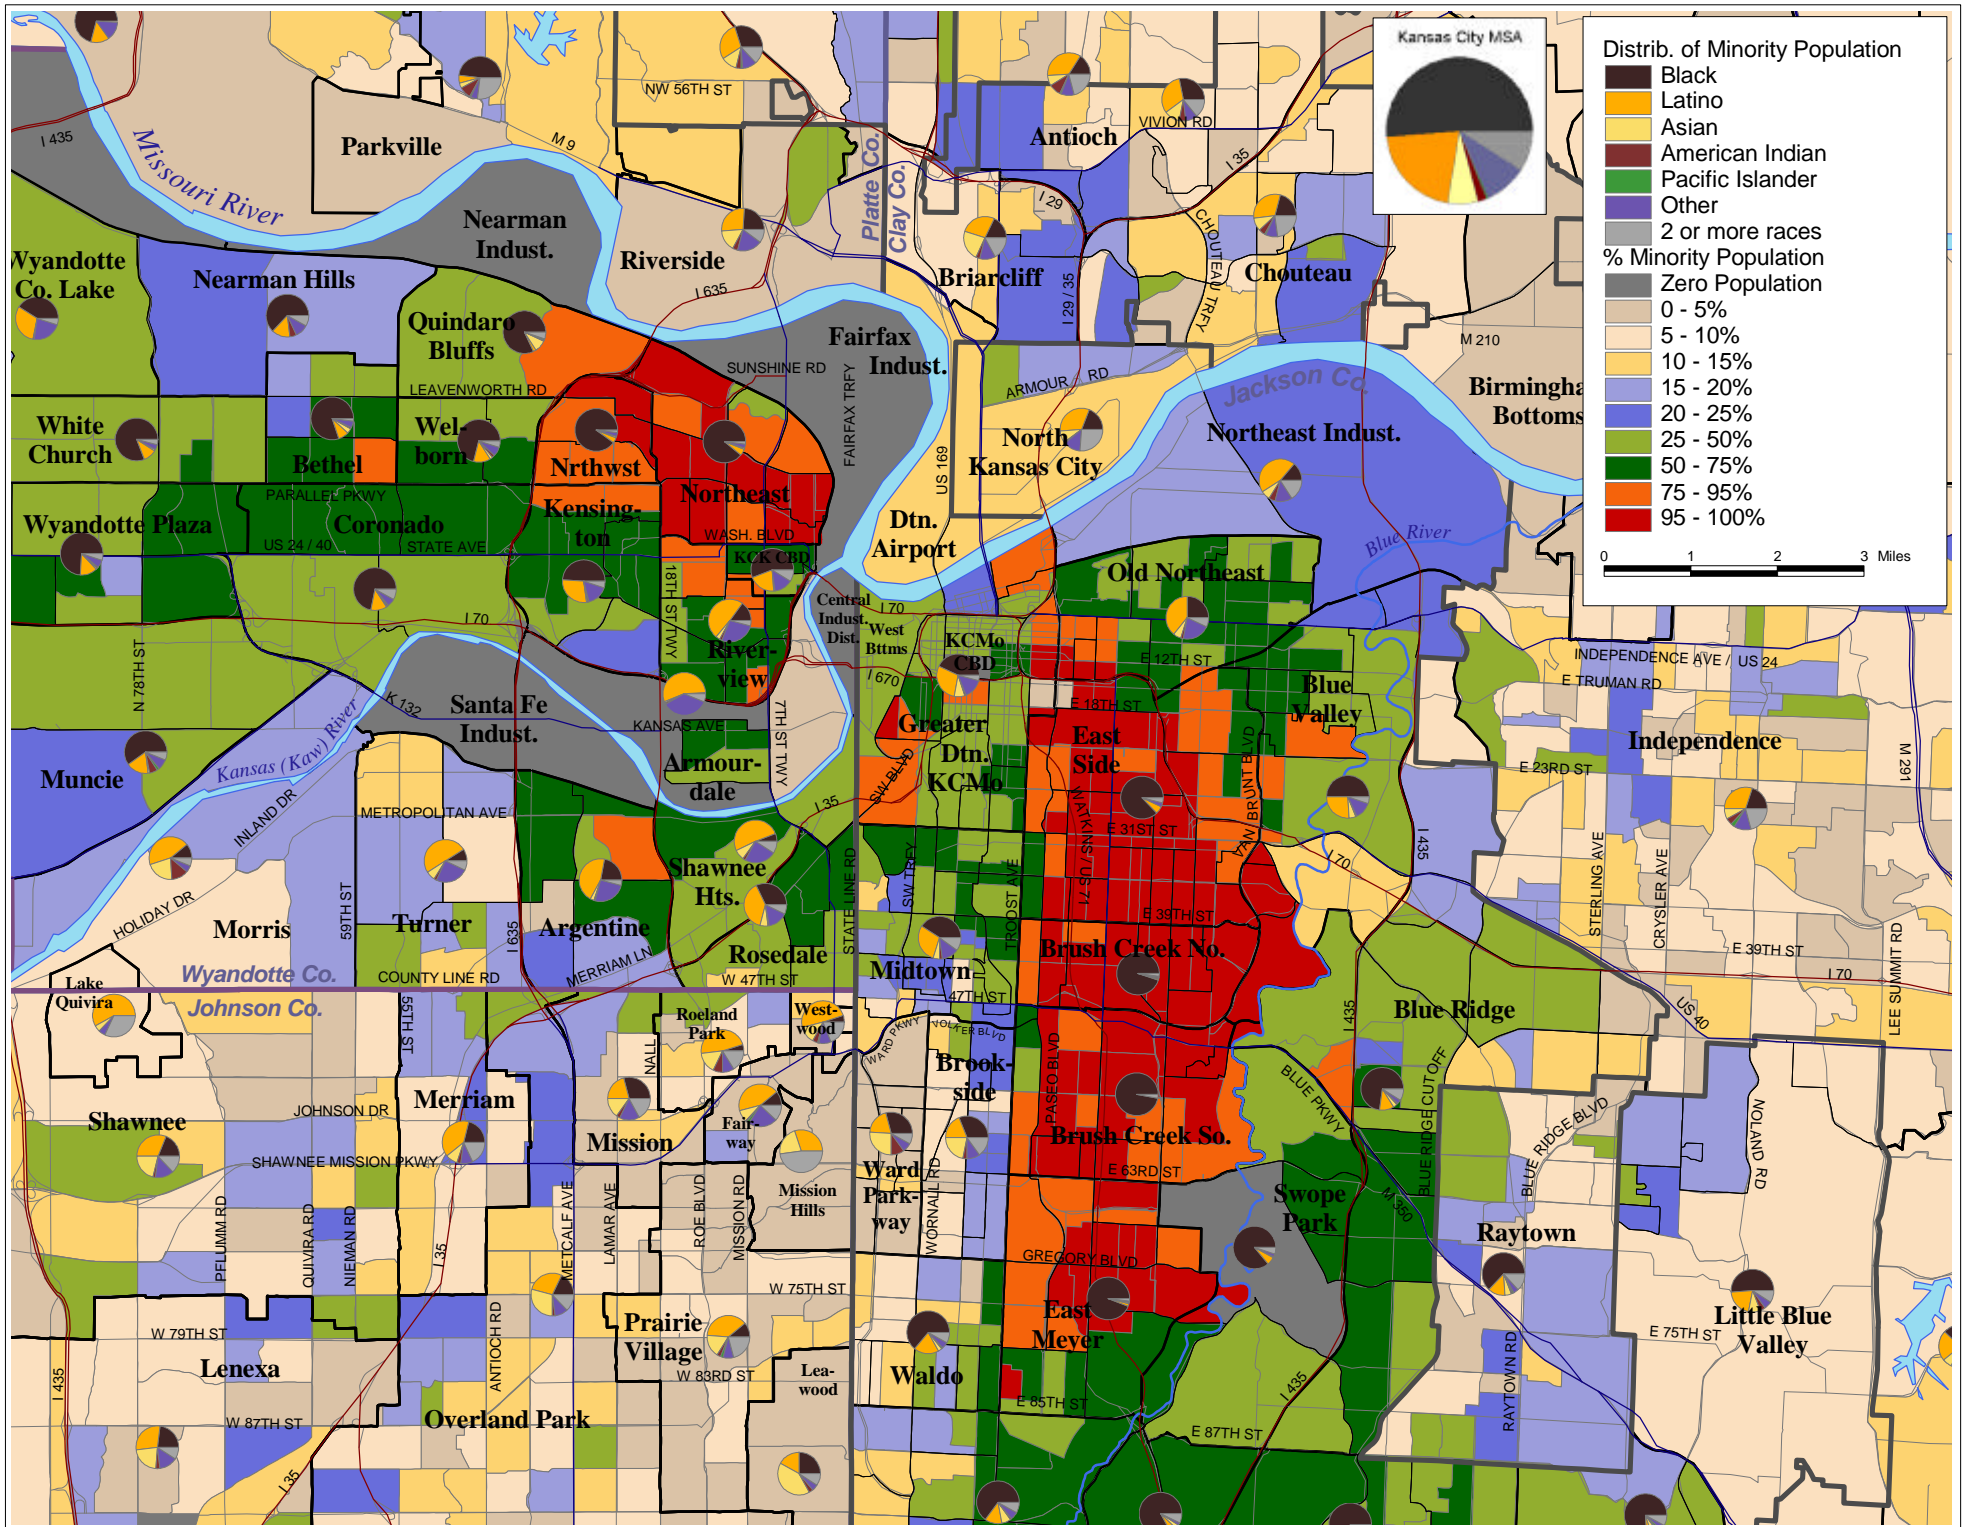 Kansas City MSA
Distrib. of Minority Population
Black
Latino
Asian
American Indian
Pacific Islander
Other
2 or more races
% Minority Population
Zero Population
0 - 5%
5 - 10%
10 - 15%
15 - 20%
20 - 25%
25 - 50%
50 - 75%
75 - 95%
95 - 100%
0 1 2 3 Miles
I 435
Missouri River
Parkville
M 9
NW 56TH ST
Platte Co.
Clay Co.
Antioch
VIVION RD
I 35
Nearman
Indust.
Riverside
I 635
I 29
Briarcliff
I 29 / 35
CHOUTEAU TRFY
Chouteau
M 210
Wyandotte
Co. Lake
Nearman Hills
Quindaro
Bluffs
LEAVENWORTH RD
SUNSHINE RD
Fairfax
Indust.
FAIRFAX TRFY
ARMOUR RD
Jackson Co.
Birmingha
Bottoms
White
Church
Bethel
Wel-
born
Nrthwst
Northeast
US 169
North
Kansas City
Northeast Indust.
PARALLEL PKWY
Wyandotte Plaza
Coronado
US 24 / 40
STATE AVE
Kensing-
ton
WASH. BLVD
KCK CBD
Dtn.
Airport
Blue River
Old Northeast
18TH ST TWY
Central
Indust.
Dist.
I 70
West
Bttms
KCMo
CBD
I 70
E 12TH ST
INDEPENDENCE AVE / US 24
E TRUMAN RD
N 78TH ST
River-
view
I 670
Blue
Valley
K 132
Santa Fe
Indust.
KANSAS AVE
7TH ST TWY
Greater
Dtn.
KCMo
E 18TH ST
East
Side
Independence
M 291
Muncie
Kansas (Kaw) River
Armour-
dale
SW BLVD
WATKINS / US 71
VAN BRUNT BLVD
E 23RD ST
INLAND DR
METROPOLITAN AVE
I 35
E 31ST ST
I 70
I 435
STERLING AVE
CRYSLER AVE
Shawnee
Hts.
STATE LINE RD
SW TRFY
TROOST AVE
HOLIDAY DR
Morris
59TH ST
Turner
I 635
Argentine
E 39TH ST
Rosedale
Brush Creek No.
E 39TH ST
I 70
LEE SUMMIT RD
Wyandotte Co.
Johnson Co.
COUNTY LINE RD
MERRIAM LN
W 47TH ST
Midtown
47TH ST
Lake
Quivira
55TH ST
Roeland
Park
West-
wood
NALL
WARD PKWY
VOLKER BLVD
I 435
Blue Ridge
US 40
Brook-
side
PASEO BLVD
BLUE PKWY
BLUE RIDGE CUTOFF
Shawnee
JOHNSON DR
Merriam
Mission
Fair-
way
Brush Creek So.
BLUE RIDGE BLVD
NOLAND RD
SHAWNEE MISSION PKWY
E 63RD ST
Ward
Park-
way
WORNALL RD
Mission
Hills
Swope
Park
M 350
PFLUMM RD
QUIVIRA RD
NIEMAN RD
I 35
METCALF AVE
LAMAR AVE
ROE BLVD
MISSION RD
GREGORY BLVD
Raytown
W 75TH ST
East
Meyer
Little Blue
Valley
W 79TH ST
ANTIOCH RD
Prairie
Village
E 75TH ST
Lenexa
W 83RD ST
Lea-
wood
Waldo
RAYTOWN RD
I 435
I 435
E 85TH ST
W 87TH ST
Overland Park
E 87TH ST
I 35